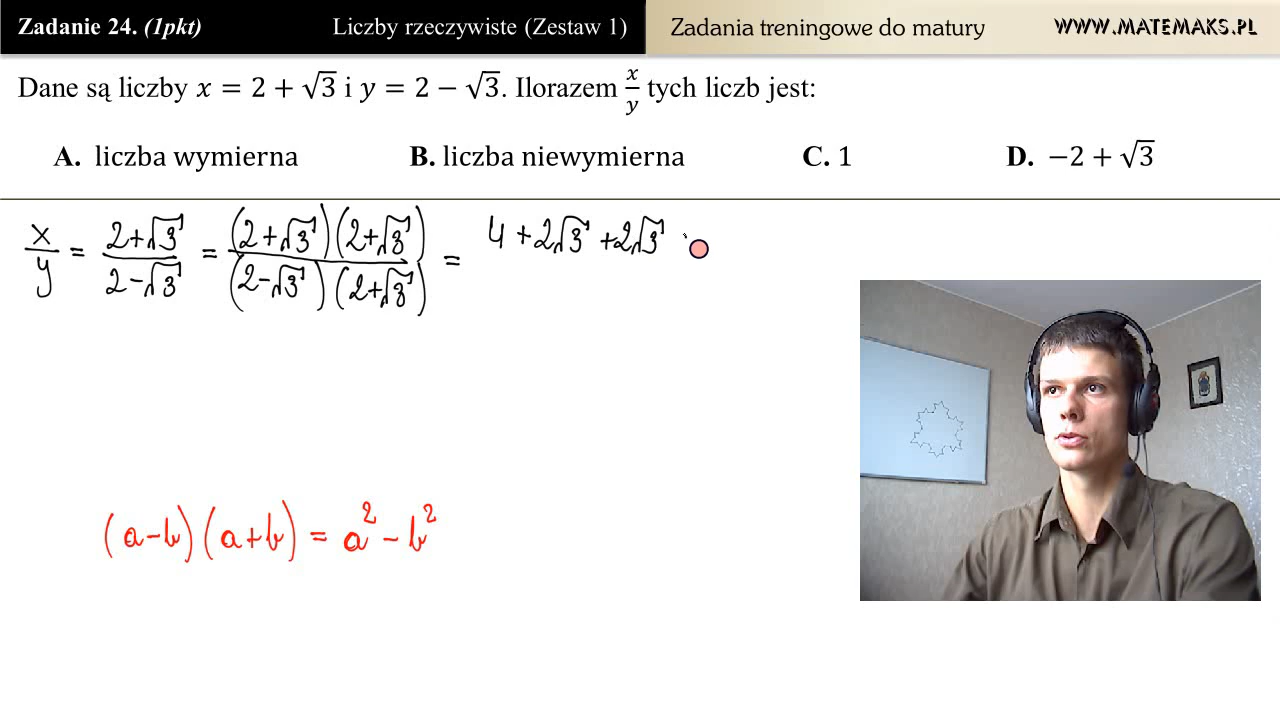 Zadanie 24. (1pkt) Liczby rzeczywiste (Zestaw 1) Zadania treningowe do matury WWW.MATEMAKS.PL
Dane są liczby x = 2 + √3 i y = 2 − √3. Ilorazem x/y tych liczb jest:
A. liczba wymierna B. liczba niewymierna C. 1 D. −2 + √3
x/y = (2+√3)/(2−√3) = (2+√3)(2+√3)/(2−√3)(2+√3) = 4 + 2√3 + 2√3
(a−b)(a+b) = a² − b²